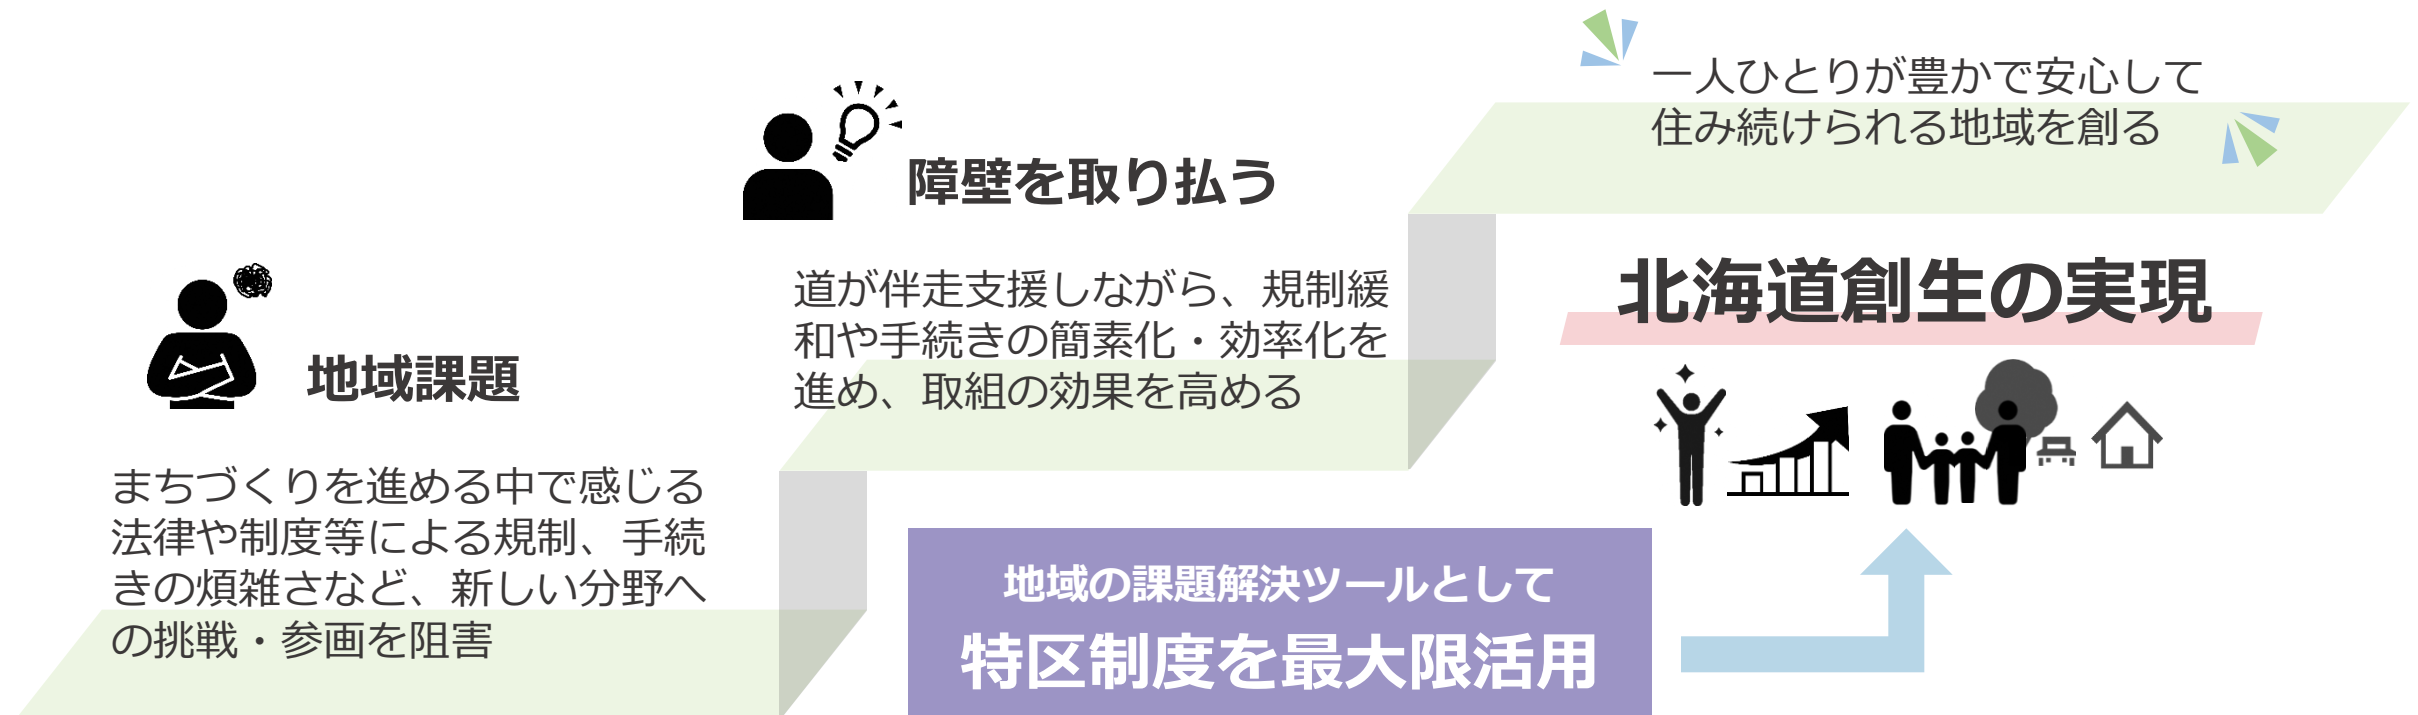 地域課題
まちづくりを進める中で感じる
法律や制度等による規制、手続
きの煩雑さなど、新しい分野へ
の挑戦・参画を阻害
障壁を取り払う
道が伴走支援しながら、規制緩
和や手続きの簡素化・効率化を
進め、取組の効果を高める
一人ひとりが豊かで安心して
住み続けられる地域を創る
北海道創生の実現
地域の課題解決ツールとして
特区制度を最大限活用